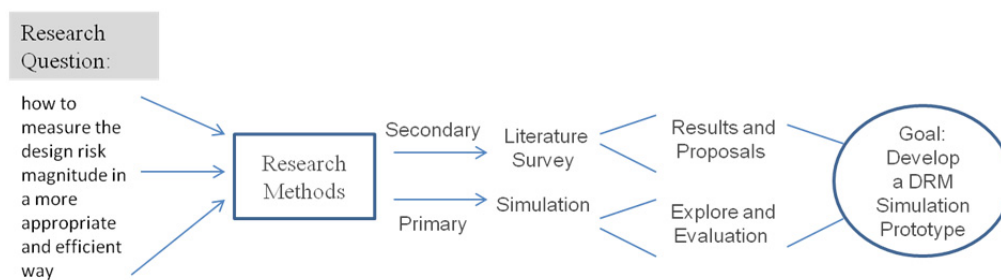 Research
Question:
how to
measure the
design risk
magnitude in
a more
appropriate
and efficient
way
Research
Methods
Secondary
Primary
Literature
Survey
Simulation
Results and
Proposals
Explore and
Evaluation
Goal:
Develop
a DRM
Simulation
Prototype